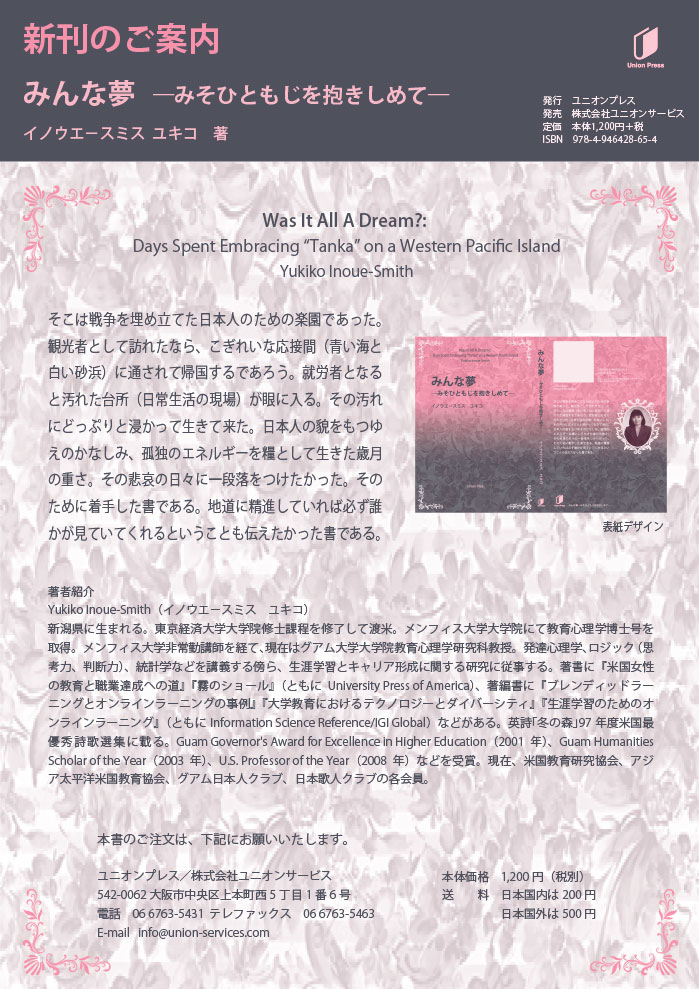 新刊のご案内
みんな夢 ―みそひともじを抱きしめて―
イノウエースミス ユキコ 著
Union Press
発行 ユニオンプレス
発売 株式会社ユニオンサービス
定価 本体1,200円+税
ISBN 978-4-946428-65-4
Was It All A Dream?:
Days Spent Embracing “Tanka” on a Western Pacific Island
Yukiko Inoue-Smith
そこは戦争を埋め立てた日本人のための楽園であった。
観光者として訪れたなら、こぎれいな応接間（青い海と
白い砂浜）に通されて帰国するであろう。就労者となる
と汚れた台所（日常生活の現場）が眼に入る。その汚れ
にどっぷりと浸かって生きて来た。日本人の貌をもつゆ
えのかなしみ、孤独のエネルギーを糧として生きた歳月
の重さ。その悲哀の日々に一段落をつけたかった。その
ために着手した書である。地道に精進していれば必ず誰
かが見ていてくれるということも伝えたかった書である。
みんな夢
―みそひともじを抱きしめて―
イノウエースミス ユキコ
みんな夢
表紙デザイン
著者紹介
Yukiko Inoue-Smith（イノウエースミス ユキコ）
新潟県に生まれる。東京経済大学大学院修士課程を修了して渡米。メンフィス大学大学院にて教育心理学博士号を
取得。メンフィス大学非常勤講師を経て、現在はグアム大学大学院教育心理学研究科教授。発達心理学、ロジック（思
考力、判断力）、統計学などを講義する傍ら、生涯学習とキャリア形成に関する研究に従事する。著書に『米国女性
の教育と職業達成への道』『霧のショール』（ともに University Press of America）、著編書に『ブレンディッドラー
ニングとオンラインラーニングの事例』『大学教育におけるテクノロジーとダイバーシティ』『生涯学習のためのオ
ンラインラーニング』（ともに Information Science Reference/IGI Global）などがある。英詩「冬の森」97 年度米国最
優秀詩歌選集に載る。Guam Governor's Award for Excellence in Higher Education（2001 年）、Guam Humanities
Scholar of the Year（2003 年）、U.S. Professor of the Year（2008 年）などを受賞。現在、米国教育研究協会、アジ
ア太平洋米国教育協会、グアム日本人クラブ、日本歌人クラブの各会員。
本書のご注文は、下記にお願いいたします。
ユニオンプレス／株式会社ユニオンサービス
542-0062 大阪市中央区上本町西 5 丁目 1 番 6 号
電話 06 6763-5431 テレファックス 06 6763-5463
E-mail info@union-services.com
本体価格 1,200 円（税別）
送 料 日本国内は 200 円
日本国外は 500 円